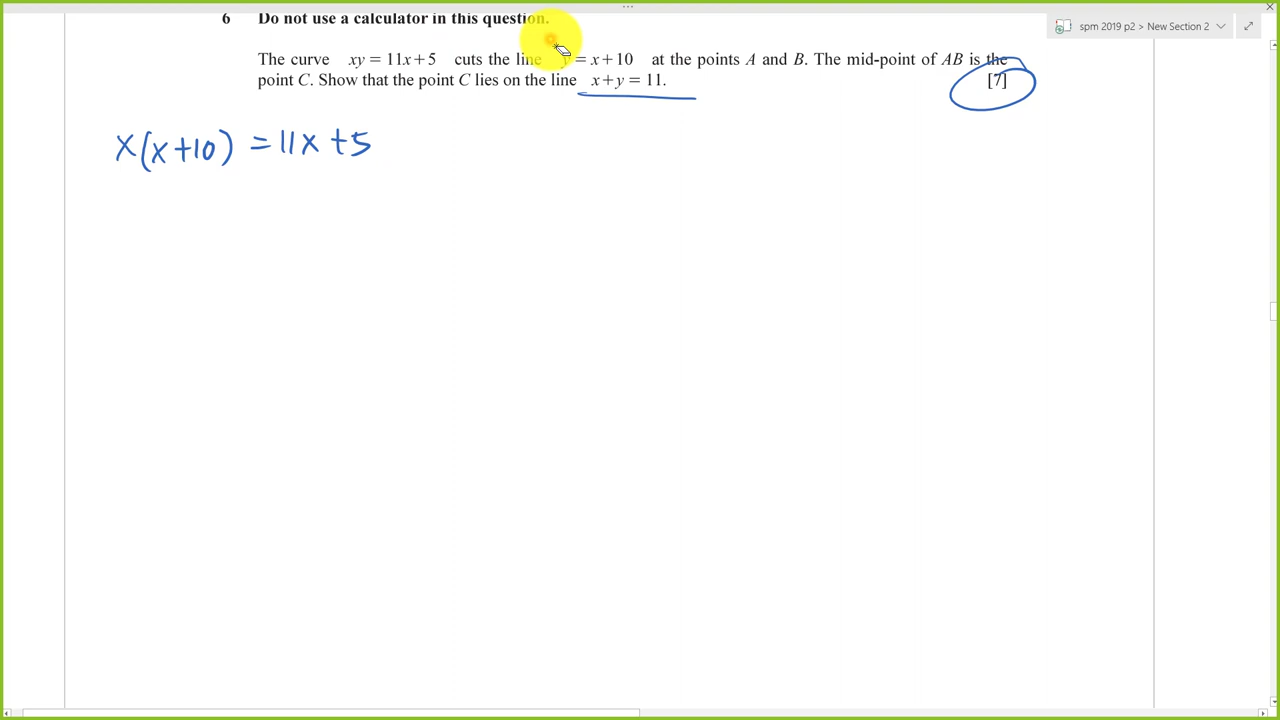 spm 2019 p2 > New Section 2
6 Do not use a calculator in this question.
The curve xy = 11x + 5 cuts the line y = x + 10 at the points A and B. The mid-point of AB is the
point C. Show that the point C lies on the line x + y = 11. [7]
x(x+10) = 11x +5